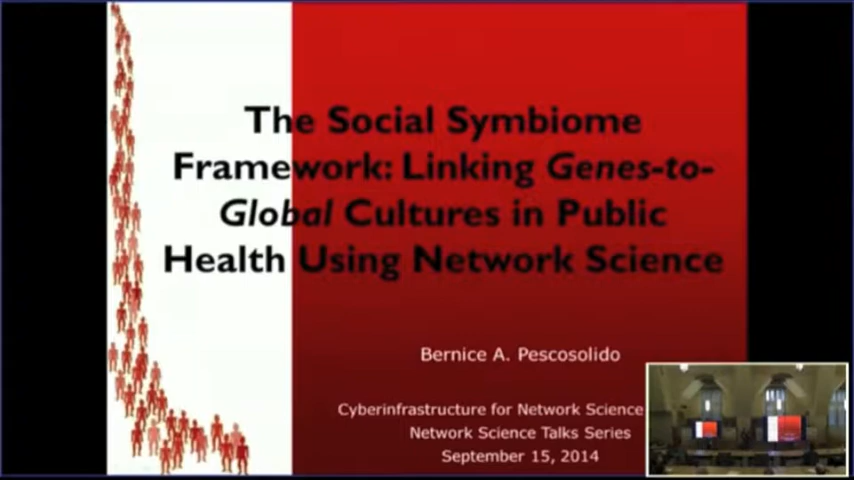 The Social Symbiome
Framework: Linking Genes-to-
Global Cultures in Public
Health Using Network Science
Bernice A. Pescosolido
Cyberinfrastructure for Network Science
Network Science Talks Series
September 15, 2014